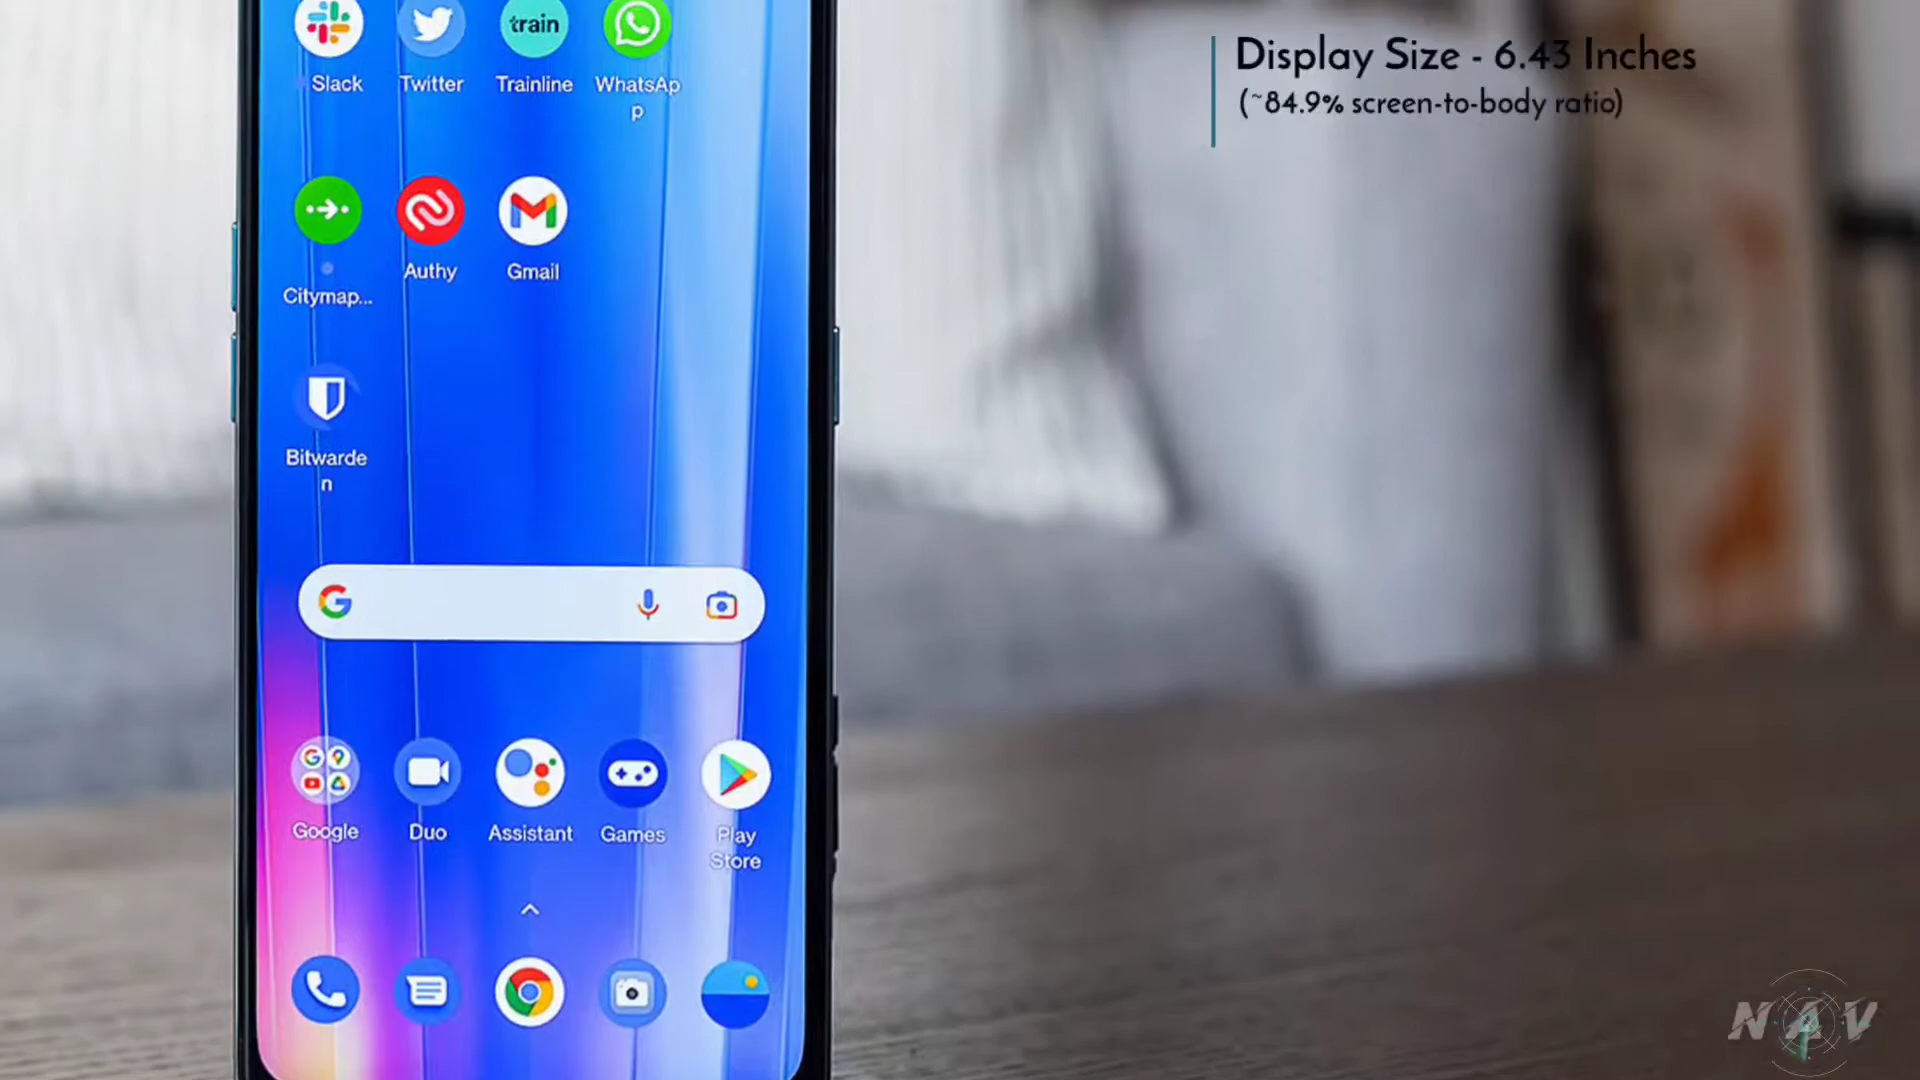 Display Size - 6.43 Inches
(~84.9% screen-to-body ratio)
train
Slack
Twitter
Trainline
WhatsAp
p
Citymap...
Authy
Gmail
Bitwarde
n
Google
Duo
Assistant
Games
Play
Store
NAV